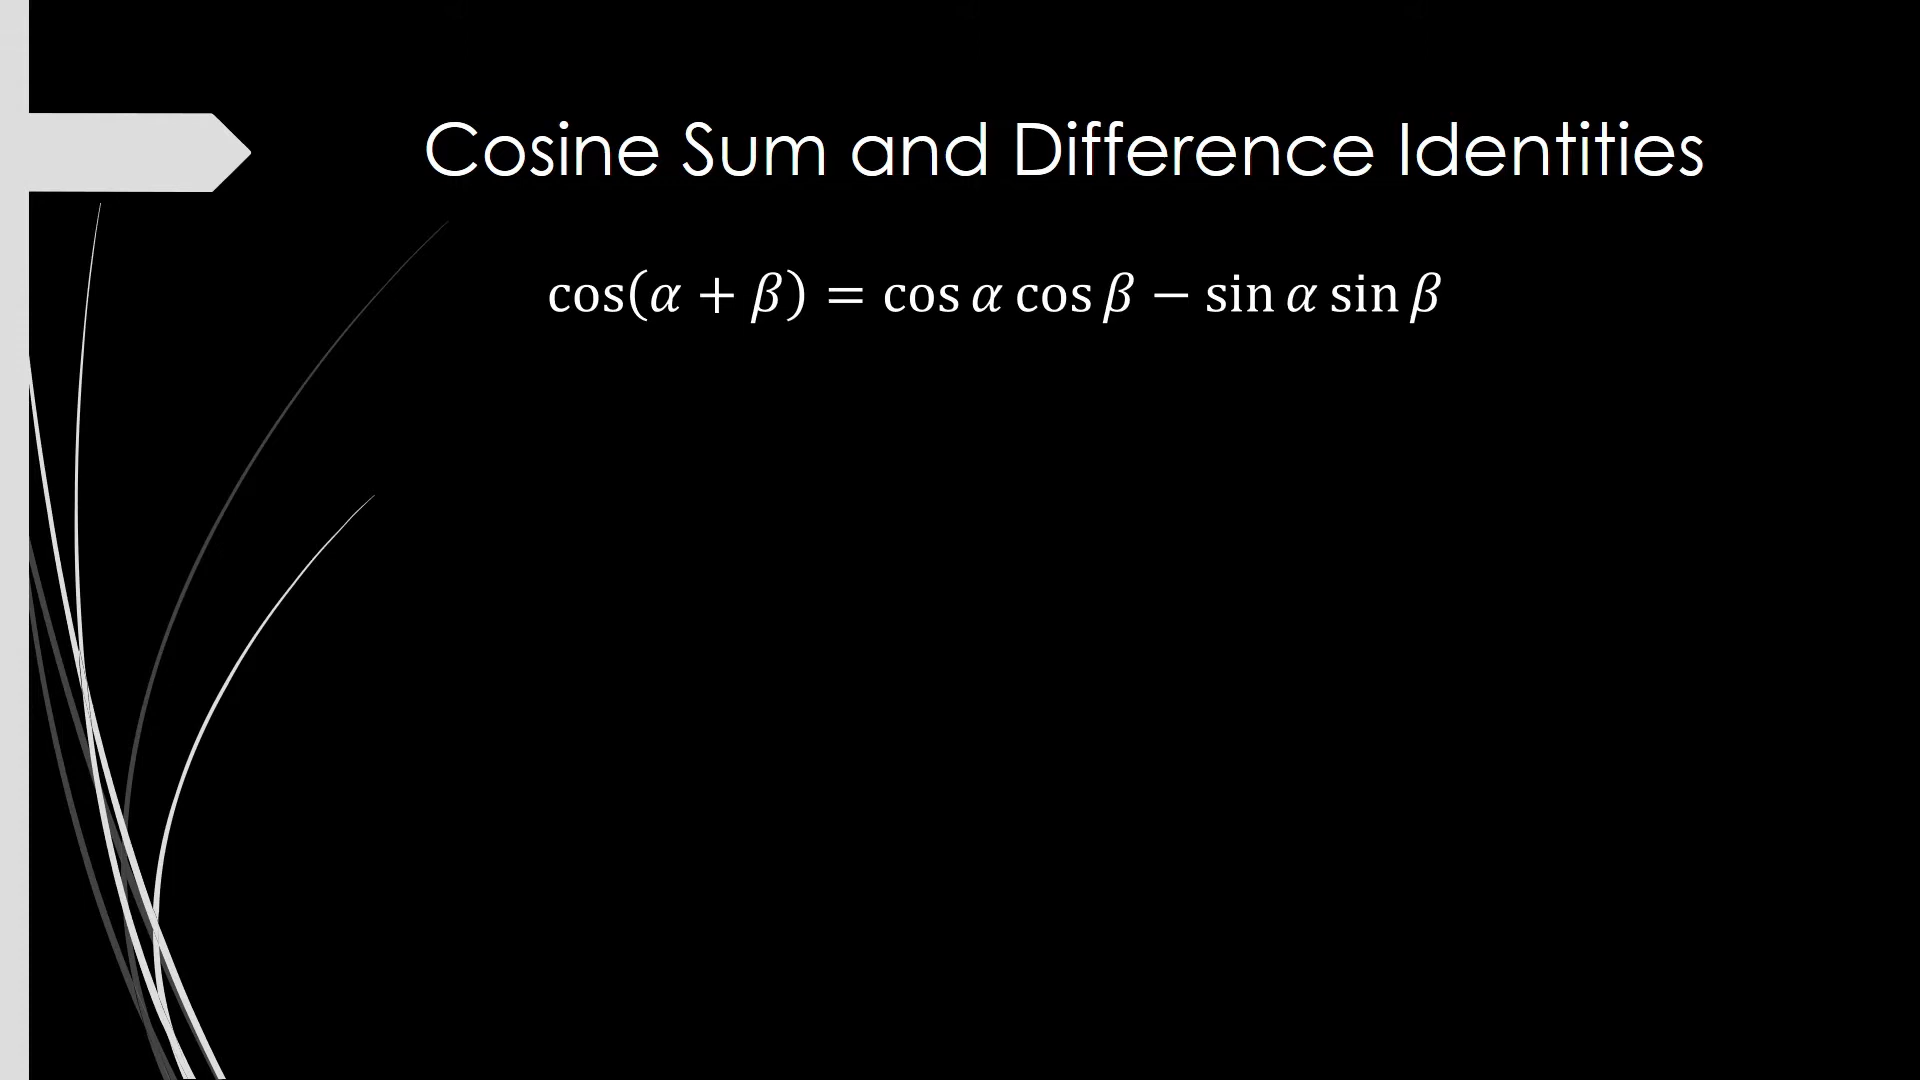 Cosine Sum and Difference Identities
cos(α + β) = cos α cos β − sin α sin β